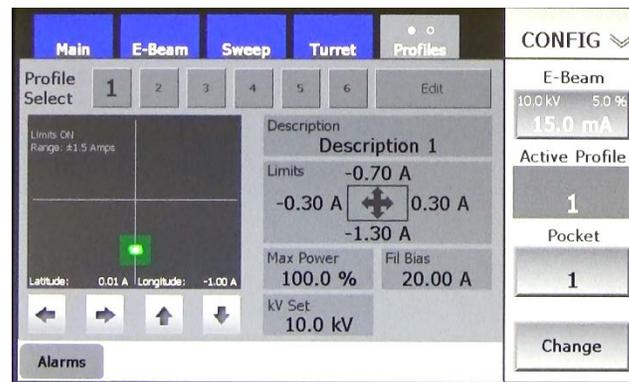 Main E-Beam Sweep Turret Profiles
CONFIG
Profile Select 1 2 3 4 5 6 Edit
E-Beam
10.0 kV 5.0 %
15.0 mA
Limits ON
Range: ±1.5 Amps
Description
Description 1
Limits
-0.70 A
-0.30 A 0.30 A
-1.30 A
Active Profile
1
Pocket
1
Max Power
100.0 %
Fil Bias
20.00 A
Latitude: 0.01 A Longitude: -1.00 A
kV Set
10.0 kV
Change
Alarms